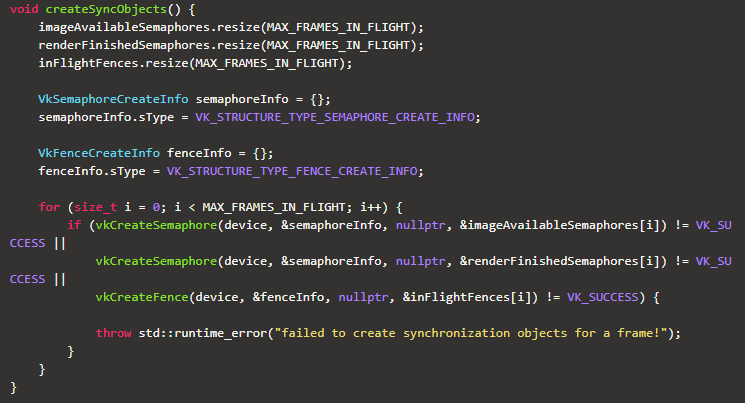 void createSyncObjects() {
    imageAvailableSemaphores.resize(MAX_FRAMES_IN_FLIGHT);
    renderFinishedSemaphores.resize(MAX_FRAMES_IN_FLIGHT);
    inFlightFences.resize(MAX_FRAMES_IN_FLIGHT);

    VkSemaphoreCreateInfo semaphoreInfo = {};
    semaphoreInfo.sType = VK_STRUCTURE_TYPE_SEMAPHORE_CREATE_INFO;

    VkFenceCreateInfo fenceInfo = {};
    fenceInfo.sType = VK_STRUCTURE_TYPE_FENCE_CREATE_INFO;

    for (size_t i = 0; i < MAX_FRAMES_IN_FLIGHT; i++) {
        if (vkCreateSemaphore(device, &semaphoreInfo, nullptr, &imageAvailableSemaphores[i]) != VK_SU
CCESS ||
            vkCreateSemaphore(device, &semaphoreInfo, nullptr, &renderFinishedSemaphores[i]) != VK_SU
CCESS ||
            vkCreateFence(device, &fenceInfo, nullptr, &inFlightFences[i]) != VK_SUCCESS) {

            throw std::runtime_error("failed to create synchronization objects for a frame!");
        }
    }
}